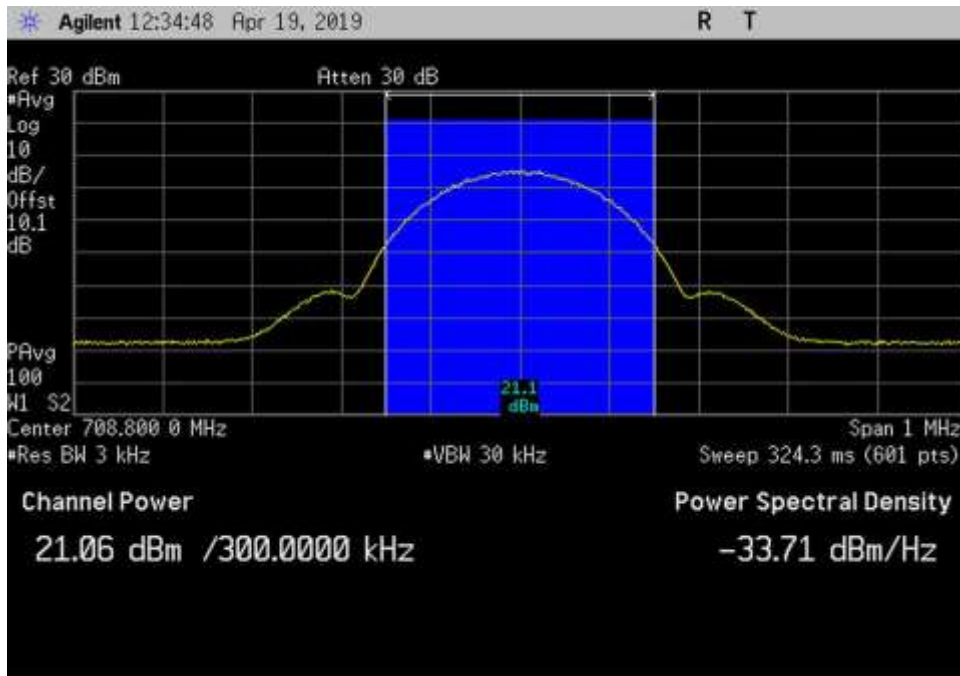 Agilent 12:34:48 Apr 19, 2019 R T
Ref 30 dBm Atten 30 dB
#Avg
Log
10
dB/
Offst
10.1
dB
PAvg
100
W1 S2
21.1
dBm
Center 708.800 0 MHz Span 1 MHz
#Res BW 3 kHz #VBW 30 kHz Sweep 324.3 ms (601 pts)
Channel Power Power Spectral Density
21.06 dBm /300.0000 kHz -33.71 dBm/Hz